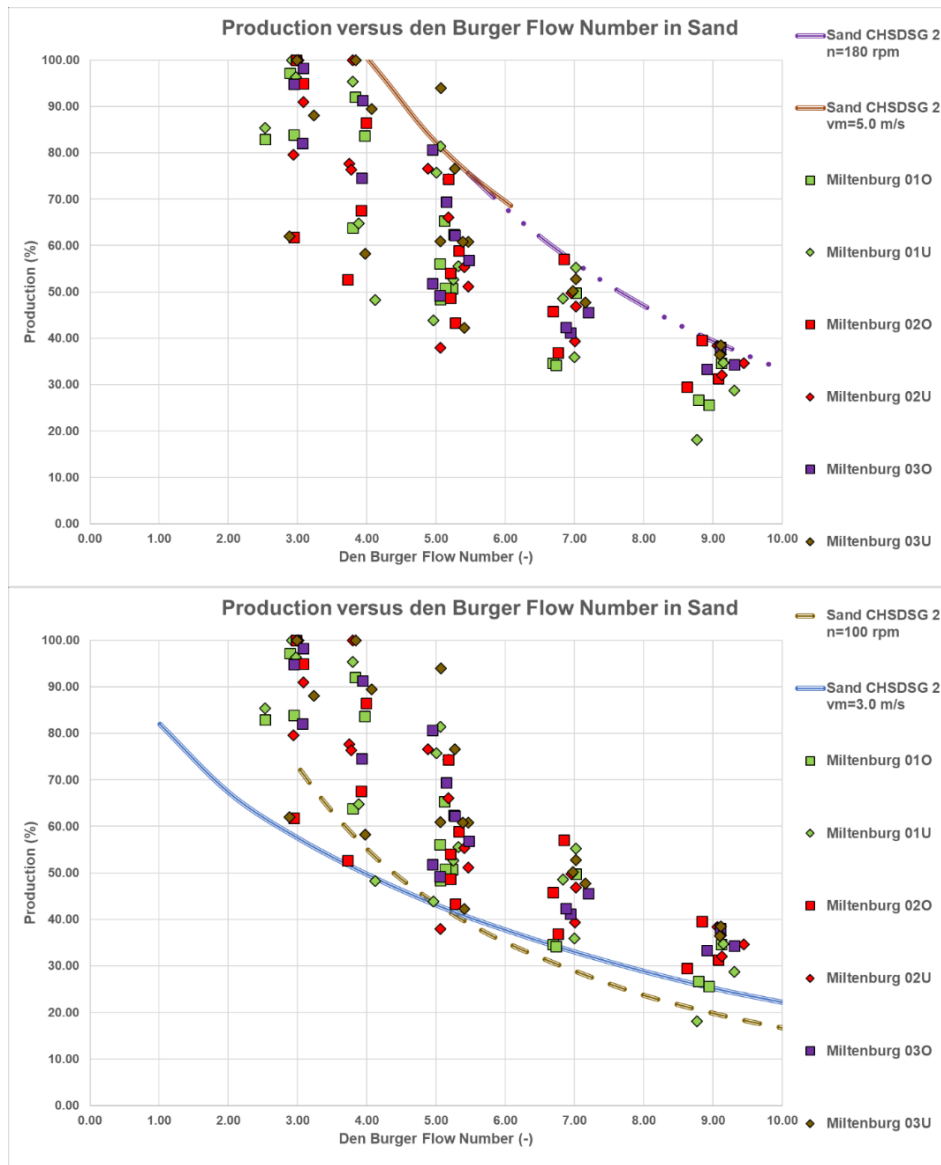 Production versus den Burger Flow Number in Sand
Sand CHSDSG 2
n=180 rpm
Sand CHSDSG 2
vm=5.0 m/s
Miltenburg 01O
Miltenburg 01U
Miltenburg 02O
Miltenburg 02U
Miltenburg 03O
Miltenburg 03U
Production (%)
100.00
90.00
80.00
70.00
60.00
50.00
40.00
30.00
20.00
10.00
0.00
0.00 1.00 2.00 3.00 4.00 5.00 6.00 7.00 8.00 9.00 10.00
Den Burger Flow Number (-)
Production versus den Burger Flow Number in Sand
Sand CHSDSG 2
n=100 rpm
Sand CHSDSG 2
vm=3.0 m/s
Miltenburg 01O
Miltenburg 01U
Miltenburg 02O
Miltenburg 02U
Miltenburg 03O
Miltenburg 03U
Production (%)
100.00
90.00
80.00
70.00
60.00
50.00
40.00
30.00
20.00
10.00
0.00
0.00 1.00 2.00 3.00 4.00 5.00 6.00 7.00 8.00 9.00 10.00
Den Burger Flow Number (-)